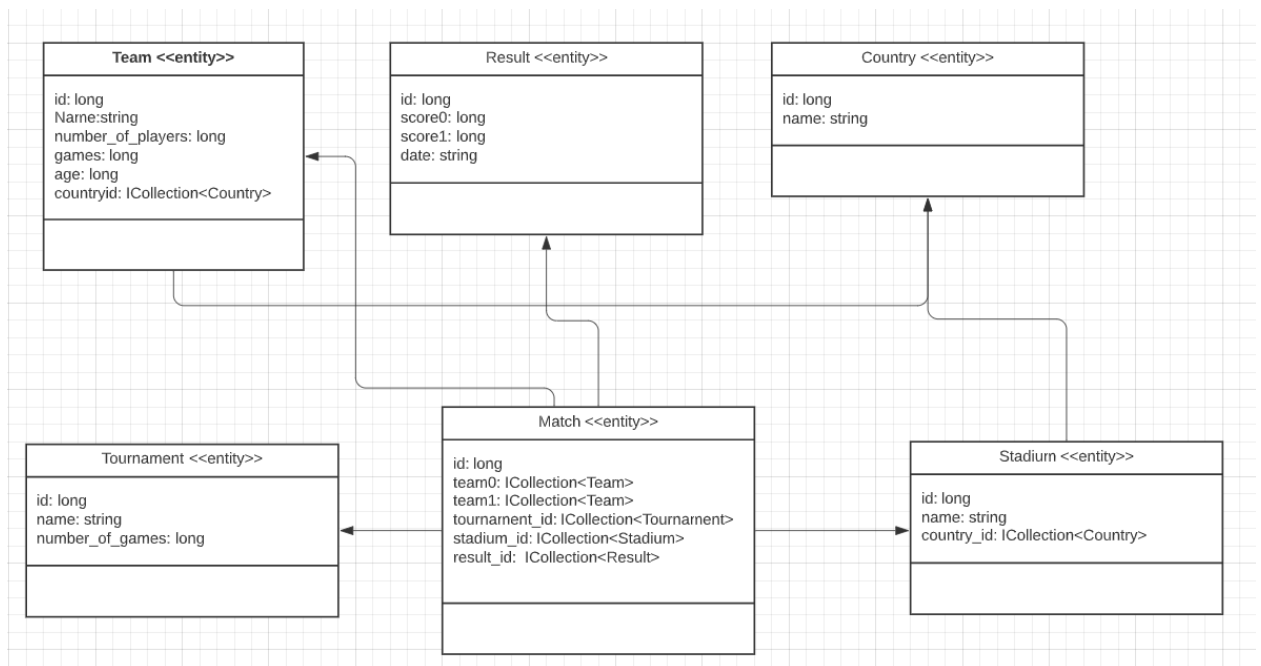 Team <<entity>>
id: long
Name:string
number_of_players: long
games: long
age: long
countryid: ICollection<Country>
Result <<entity>>
id: long
score0: long
score1: long
date: string
Country <<entity>>
id: long
name: string
Tournament <<entity>>
id: long
name: string
number_of_games: long
Match <<entity>>
id: long
team0: ICollection<Team>
team1: ICollection<Team>
tournament_id: ICollection<Tournament>
stadium_id: ICollection<Stadium>
result_id: ICollection<Result>
Stadium <<entity>>
id: long
name: string
country_id: ICollection<Country>